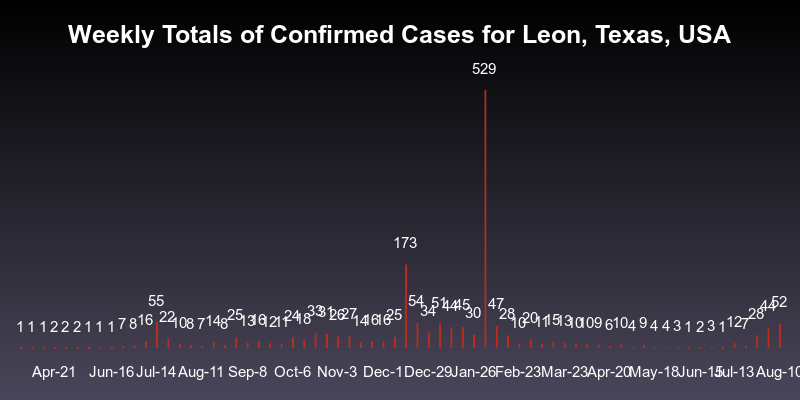 Weekly Totals of Confirmed Cases for Leon, Texas, USA
529
173
55
1 1 1 2 2 2 1 1 1 7 8 16 22 10 8 7 14 8 25 13 16 12 11 24 18 33 31 26 27 14 16 16 25 54 34 51 44 45 30 47 28 10 20 11 15 13 10 10 9 6 10 4 9 4 4 3 1 2 3 1 12 7 28 44 52
Apr-21 Jun-16 Jul-14 Aug-11 Sep-8 Oct-6 Nov-3 Dec-1 Dec-29 Jan-26 Feb-23 Mar-23 Apr-20 May-18 Jun-15 Jul-13 Aug-10